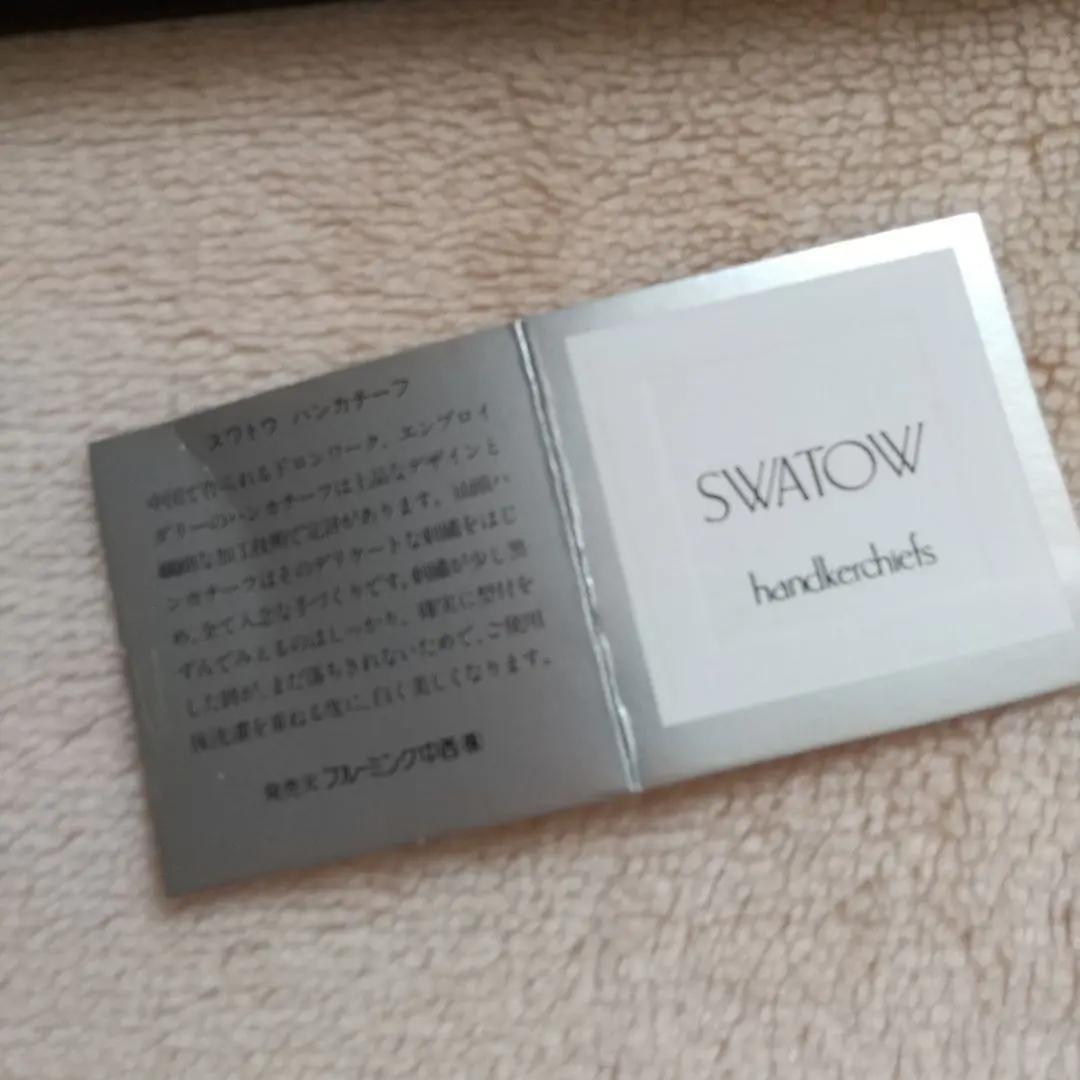 スワトウ ハンカチーフ
中国で作られるドロンワーク、エンブロイ
ダリーのハンカチーフは上品なデザインと
繊細な加工技術で定評があります。汕頭ハ
ンカチーフはそのデリケートな刺繍をはじ
め、全て入念な手づくりです。刺繍が少し黒
ずんでみえるのはしっかり、確実に型付を
した跡が、まだ落ちきれないためで、ご使用
後洗濯を重ねる度に、白く美しくなります。
発売元 ブルーミング中西㈱
SWATOW
handkerchiefs